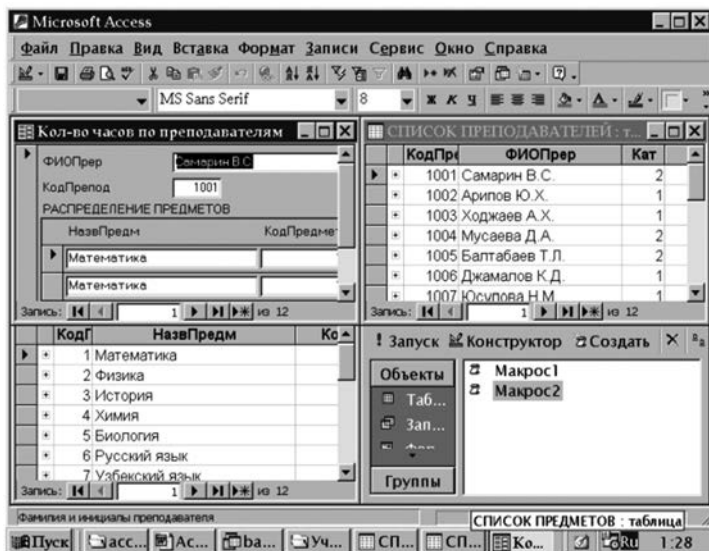 Microsoft Access
Файл Правка Вид Вставка Формат Записи Сервис Окно Справка
MS Sans Serif 8 Ж К Ч
Кол-во часов по преподавателям
ФИОПрер Самарин В.С.
КодПрепод 1001
РАСПРЕДЕЛЕНИЕ ПРЕДМЕТОВ
НазвПредм КодПредме
Математика
Математика
Запись: 1 из 12
СПИСОК ПРЕПОДАВАТЕЛЕЙ : т...
КодПре ФИОПрер Кат
1001 Самарин В.С. 2
1002 Арипов Ю.Х. 1
1003 Ходжаев А.Х. 1
1004 Мусаева Д.А. 2
1005 Балтабаев Т.Л. 2
1006 Джамалов К.Д. 1
1007 Юсупова Н.М. 1
Запись: 1 из 12
КодГ НазвПредм Ко
1 Математика
2 Физика
3 История
4 Химия
5 Биология
6 Русский язык
7 Узбекский язык
Запись: 1 из 12
! Запуск Конструктор Создать
Объекты
Таб...
Зап...
Группы
Макрос1
Макрос2
Фамилия и инициалы преподавателя
СПИСОК ПРЕДМЕТОВ : таблица
Пуск acc... Ac... ba... Уч... СП... СП... Ко... Ru 1:28